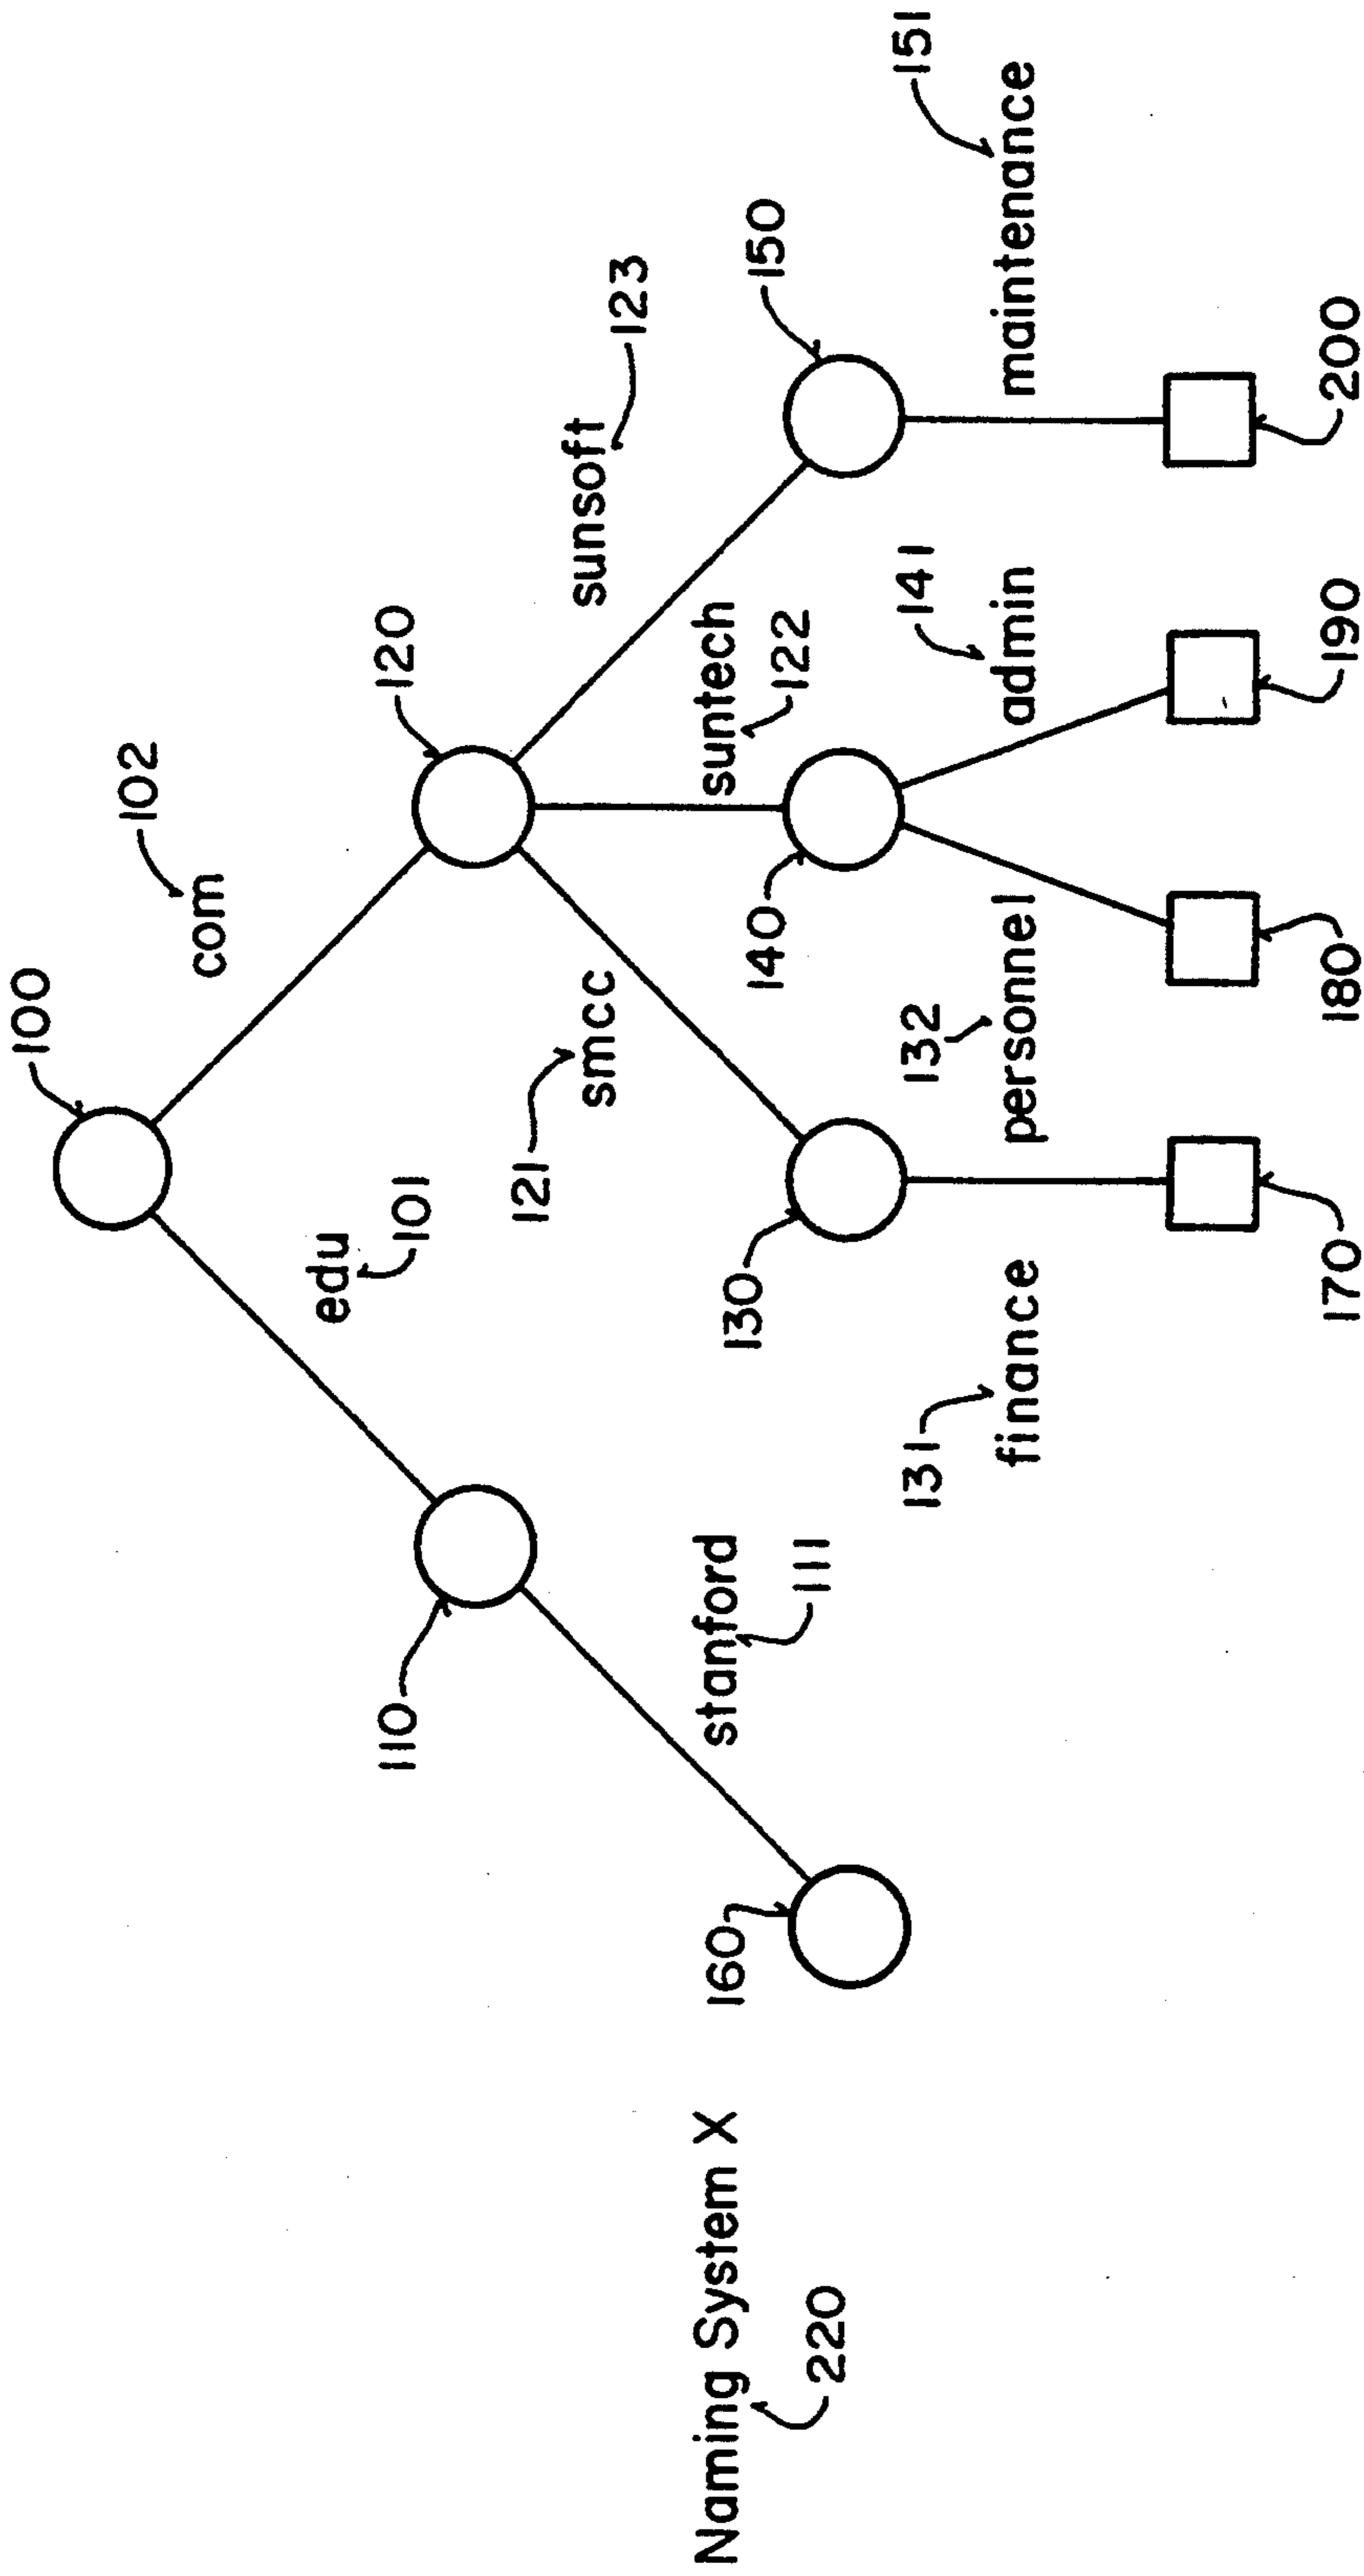 100
com
102
edu
101
110
120
smcc
121
sunsoft
123
stanford
111
suntech
122
160
130
140
150
131
finance
132
personnel
141
admin
151
maintenance
170
180
190
200
Naming System X
220